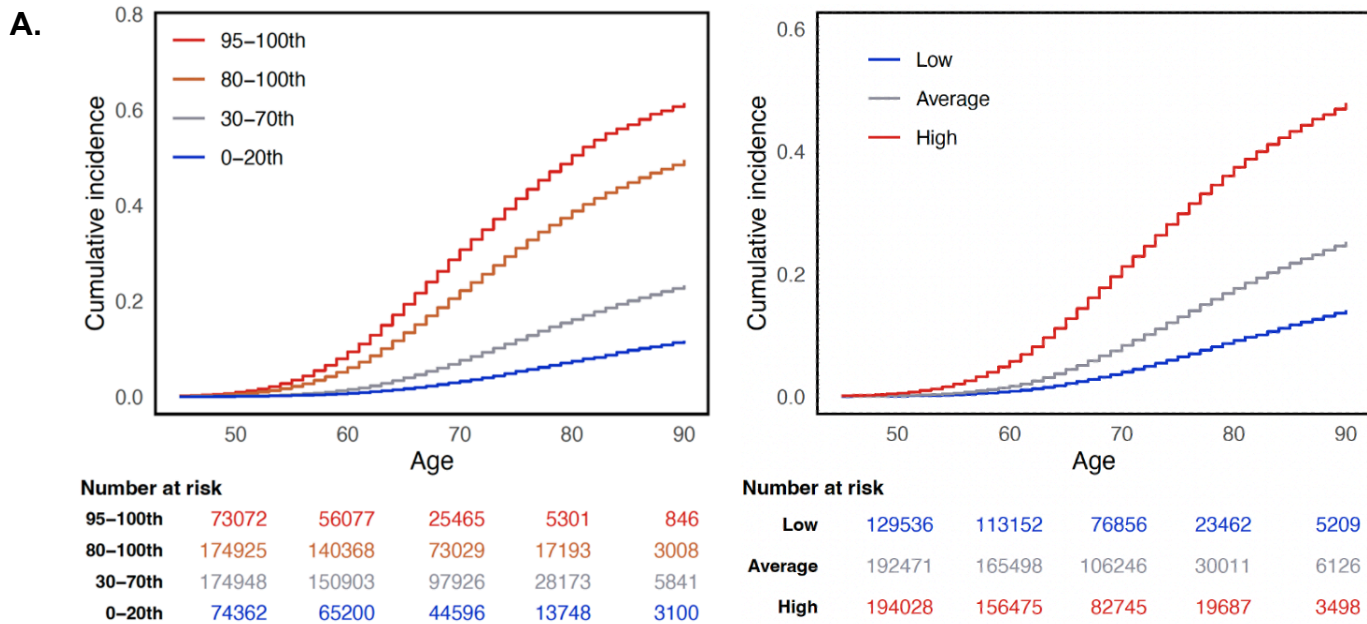 A.
0.8
0.6
0.4
0.2
0.0
Cumulative incidence
95–100th
80–100th
30–70th
0–20th
50 60 70 80 90
Age
Number at risk
95–100th 73072 56077 25465 5301 846
80–100th 174925 140368 73029 17193 3008
30–70th 174948 150903 97926 28173 5841
0–20th 74362 65200 44596 13748 3100
0.6
0.4
0.2
0.0
Cumulative incidence
Low
Average
High
50 60 70 80 90
Age
Number at risk
Low 129536 113152 76856 23462 5209
Average 192471 165498 106246 30011 6126
High 194028 156475 82745 19687 3498